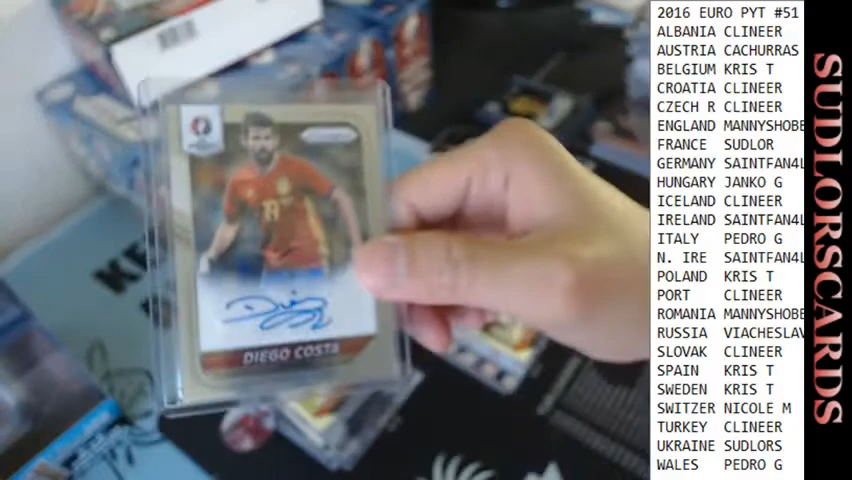 2016 EURO PYT #51
ALBANIA CLINEER
AUSTRIA CACHURRAS
BELGIUM KRIS T
CROATIA CLINEER
CZECH R CLINEER
ENGLAND MANNYSHOBE
FRANCE SUDLOR
GERMANY SAINTFAN4L
HUNGARY JANKO G
ICELAND CLINEER
IRELAND SAINTFAN4L
ITALY PEDRO G
N. IRE SAINTFAN4L
POLAND KRIS T
PORT CLINEER
ROMANIA MANNYSHOBE
RUSSIA VIACHESLAV
SLOVAK CLINEER
SPAIN KRIS T
SWEDEN KRIS T
SWITZER NICOLE M
TURKEY CLINEER
UKRAINE SUDLORS
WALES PEDRO G
SUDLORSCARDS
DIEGO COSTA